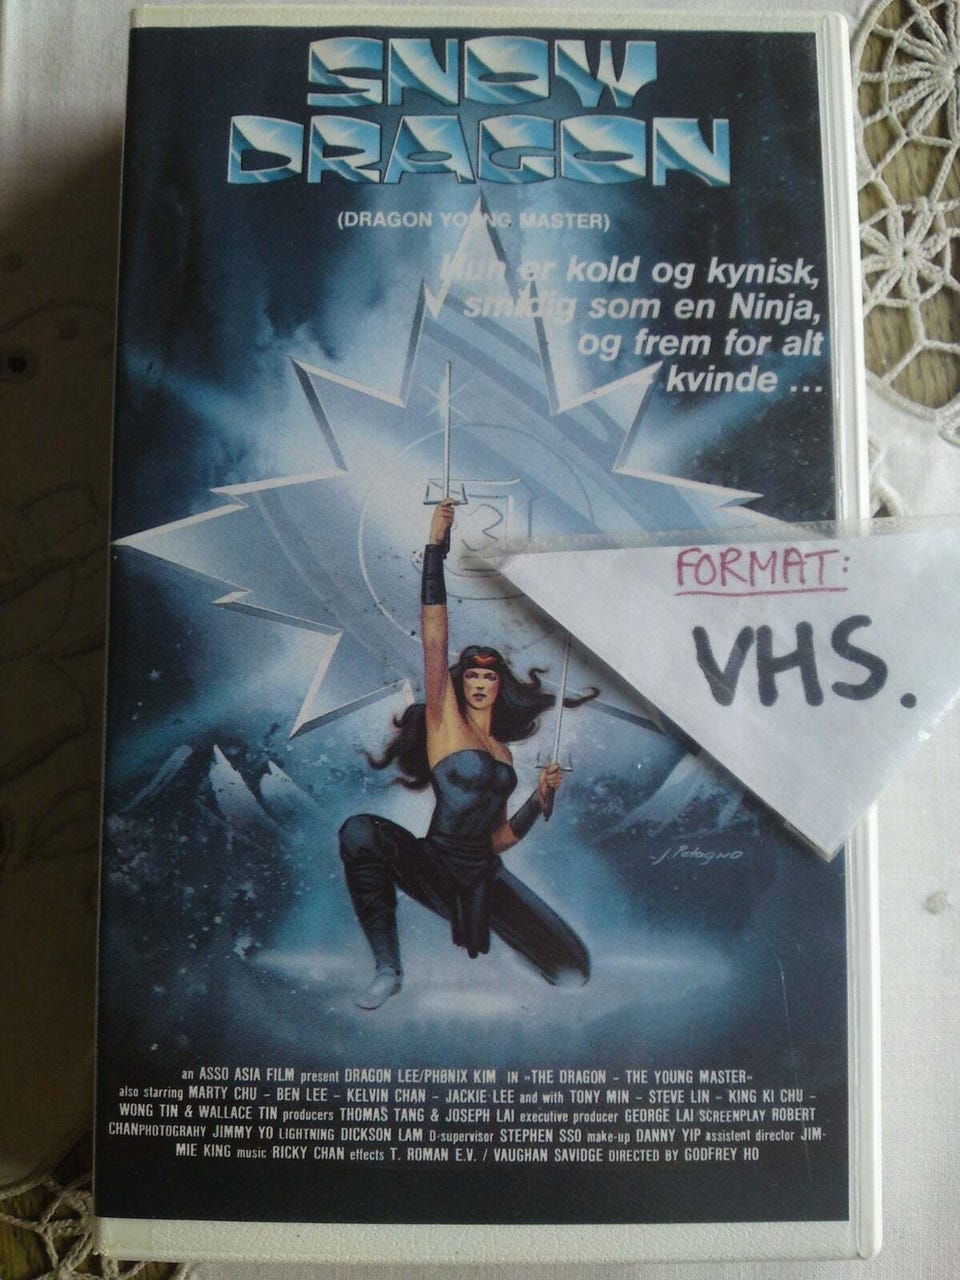 SNOW
DRAGON
(DRAGON YOUNG MASTER)
Hun er kold og kynisk,
smidig som en Ninja,
og frem for alt
kvinde ...
FORMAT:
VHS.
J. Petagno
an ASSO ASIA FILM present DRAGON LEE/PHØNIX KIM IN »THE DRAGON - THE YOUNG MASTER«
also starring MARTY CHU - BEN LEE - KELVIN CHAN - JACKIE LEE and with TONY MIN - STEVE LIN - KING KI CHU -
WONG TIN & WALLACE TIN producers THOMAS TANG & JOSEPH LAI executive producer GEORGE LAI SCREENPLAY ROBERT
CHANPHOTOGRAHY JIMMY YO LIGHTNING DICKSON LAM D-supervisor STEPHEN SSO make-up DANNY YIP assistent director JIM-
MIE KING music RICKY CHAN effects T. ROMAN E.V. / VAUGHAN SAVIDGE DIRECTED BY GODFREY HO